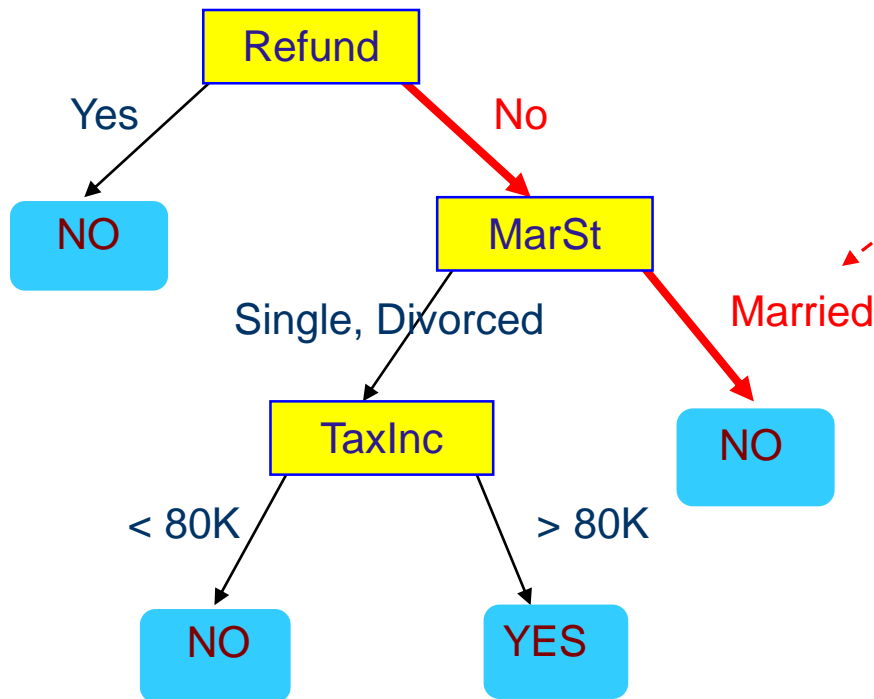 Refund
Yes
No
NO
MarSt
Single, Divorced
Married
TaxInc
NO
< 80K
> 80K
NO
YES